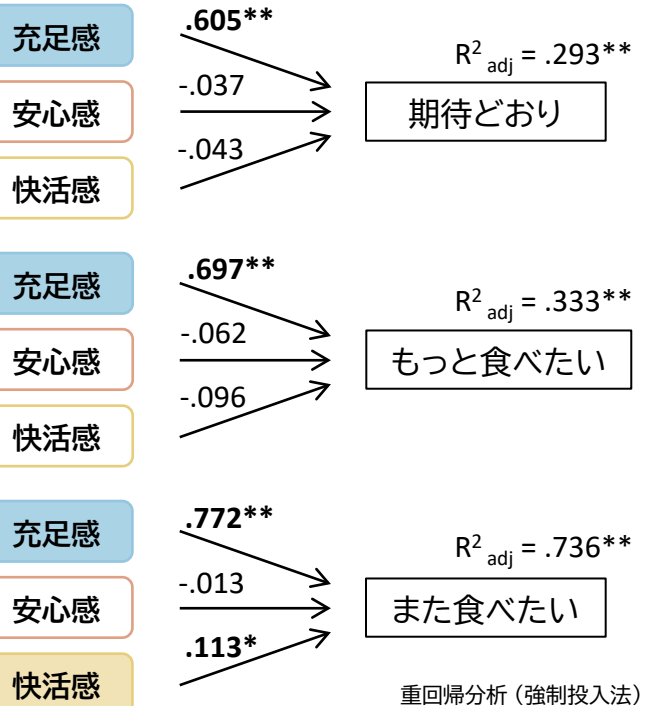 充足感
.605**
安心感
-.037
快活感
-.043
R² adj = .293**
期待どおり
充足感
.697**
安心感
-.062
快活感
-.096
R² adj = .333**
もっと食べたい
充足感
.772**
安心感
-.013
快活感
.113*
R² adj = .736**
また食べたい
重回帰分析（強制投入法）